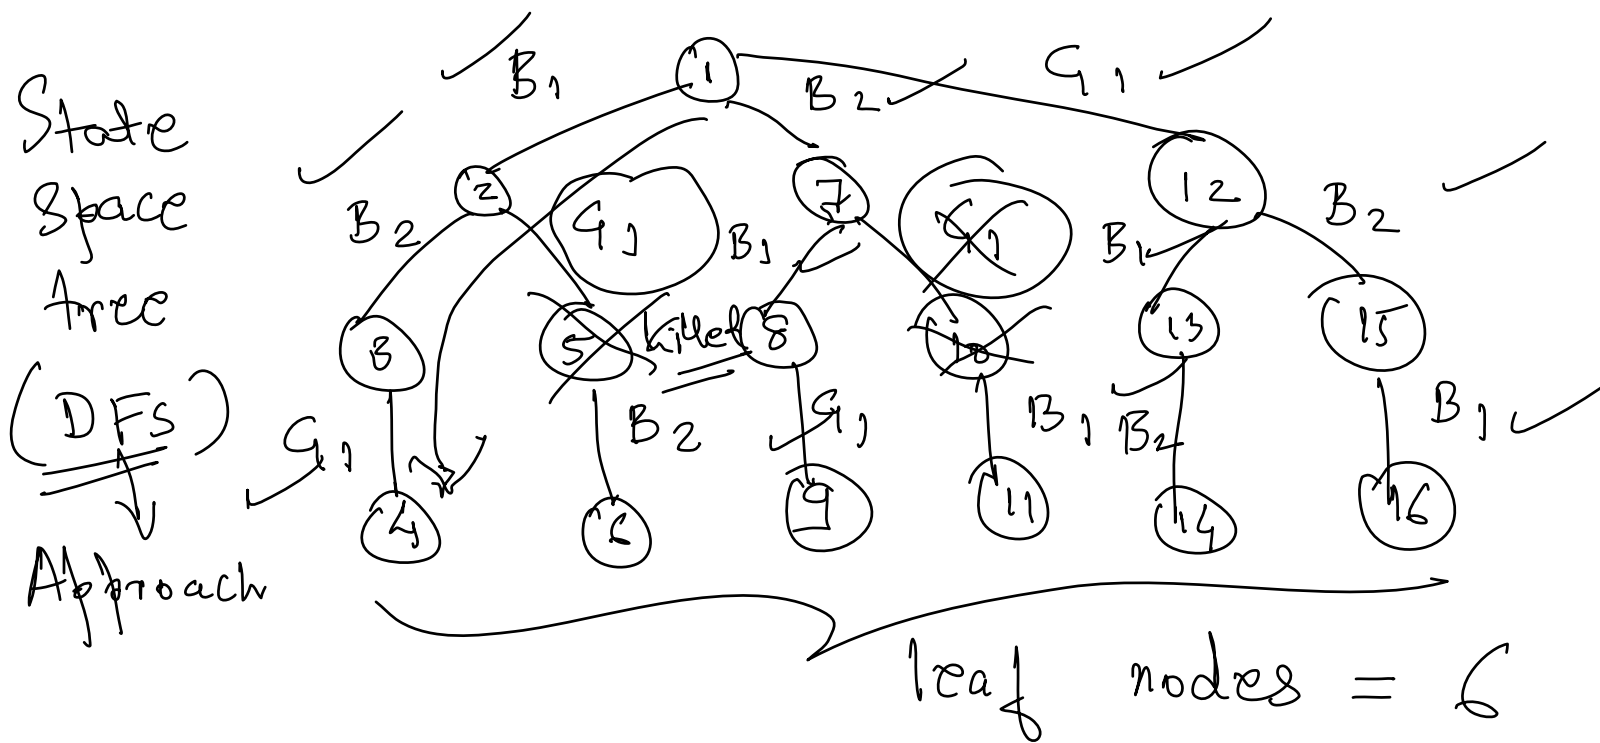 State
Space
tree
(DFS)
Approach
1
B1
B2
G1
2
7
12
B2
G1
B1
G1
B1
B2
3
5
killed
8
10
13
15
G1
B2
G1
B1
B2
B1
4
6
9
11
14
16
leaf nodes = 6